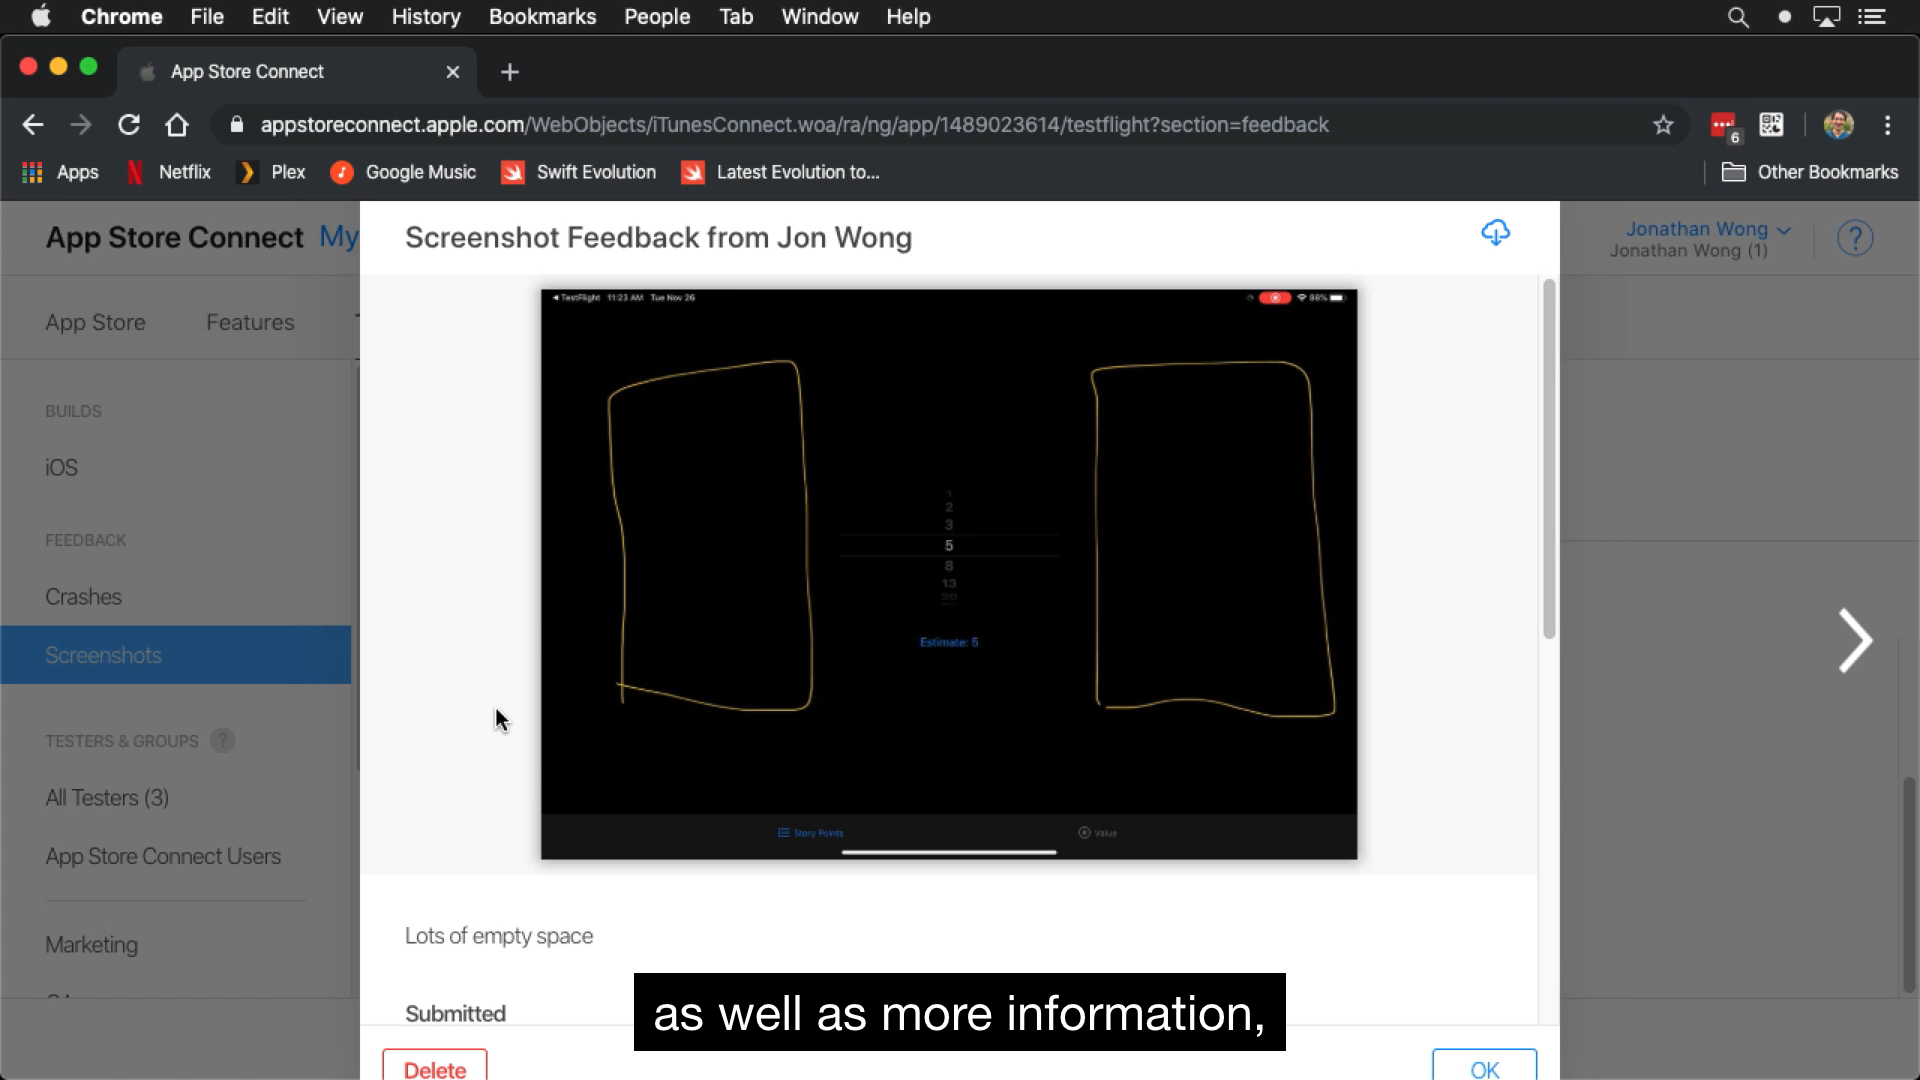 Chrome File Edit View History Bookmarks People Tab Window Help
App Store Connect
appstoreconnect.apple.com/WebObjects/iTunesConnect.woa/ra/ng/app/1489023614/testflight?section=feedback
6
Apps Netflix Plex Google Music Swift Evolution Latest Evolution to... Other Bookmarks
App Store Connect My
Screenshot Feedback from Jon Wong
Jonathan Wong
Jonathan Wong (1)
?
App Store Features
BUILDS
iOS
FEEDBACK
Crashes
Screenshots
TESTERS & GROUPS ?
All Testers (3)
App Store Connect Users
Marketing
TestFlight 11:23 AM Tue Nov 26 88%
1
2
3
5
8
13
20
Estimate: 5
Story Points Value
Lots of empty space
Submitted
as well as more information,
Delete OK